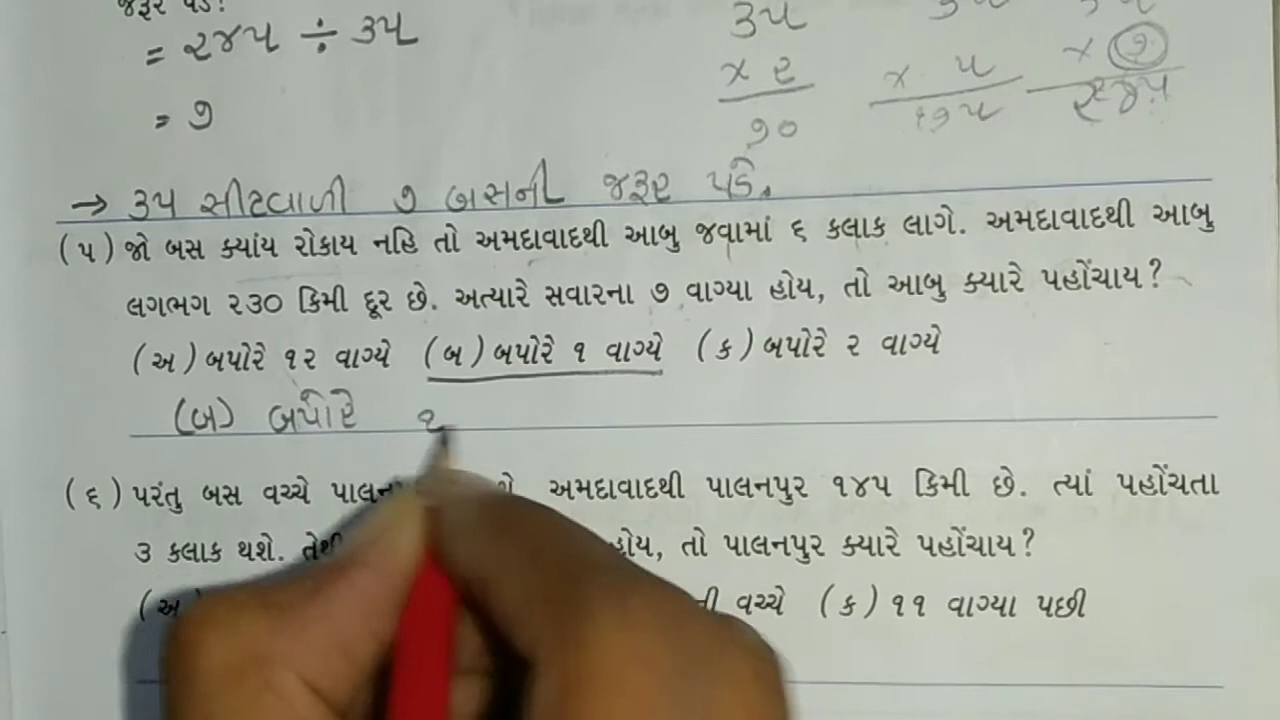 જરૂર પડે?
= ૨૪૫ ÷ ૩૫
= ૭
૩૫
× ૨
૭૦
× ૫
૧૭૫
× ૭
૨૪૫
→ ૩૫ સીટવાળી ૭ બસની જરૂર પડે.
(૫) જો બસ ક્યાંય રોકાય નહિ તો અમદાવાદથી આબુ જવામાં ૬ કલાક લાગે. અમદાવાદથી આબુ
લગભગ ૨૩૦ કિમી દૂર છે. અત્યારે સવારના ૭ વાગ્યા હોય, તો આબુ ક્યારે પહોંચાય?
(અ) બપોરે ૧૨ વાગ્યે (બ) બપોરે ૧ વાગ્યે (ક) બપોરે ૨ વાગ્યે
(બ) બપોરે ૧
(૬) પરંતુ બસ વચ્ચે અમદાવાદથી પાલનપુર ૧૪૫ કિમી છે. ત્યાં પહોંચતા
૩ કલાક થશે. હોય, તો પાલનપુર ક્યારે પહોંચાય?
(અ) વચ્ચે (ક) ૧૧ વાગ્યા પછી